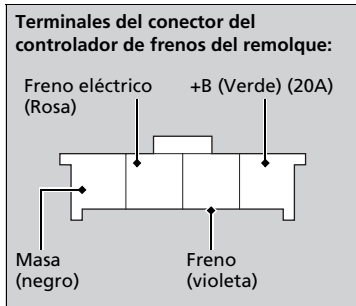 Terminales del conector del
controlador de frenos del remolque:
Freno eléctrico
(Rosa)
+B (Verde) (20A)
Masa
(negro)
Freno
(violeta)